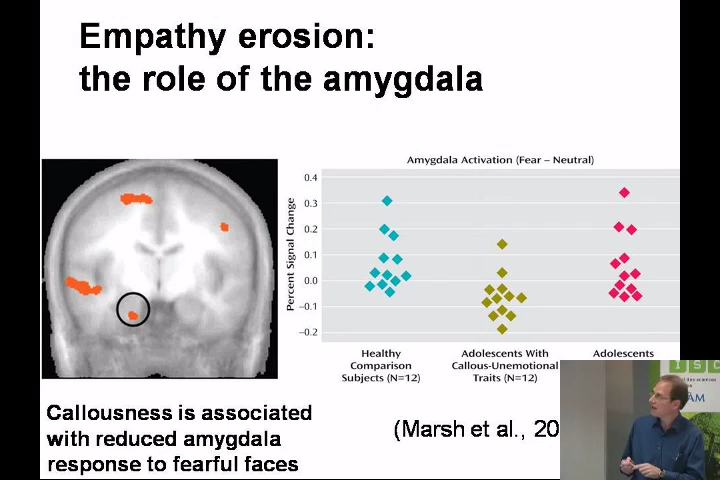 Empathy erosion:
the role of the amygdala
Amygdala Activation (Fear – Neutral)
Percent Signal Change
0.4
0.3
0.2
0.1
0.0
−0.1
−0.2
Healthy
Comparison
Subjects (N=12)
Adolescents With
Callous-Unemotional
Traits (N=12)
Adolescents
Callousness is associated
with reduced amygdala
response to fearful faces
(Marsh et al., 20
ISC